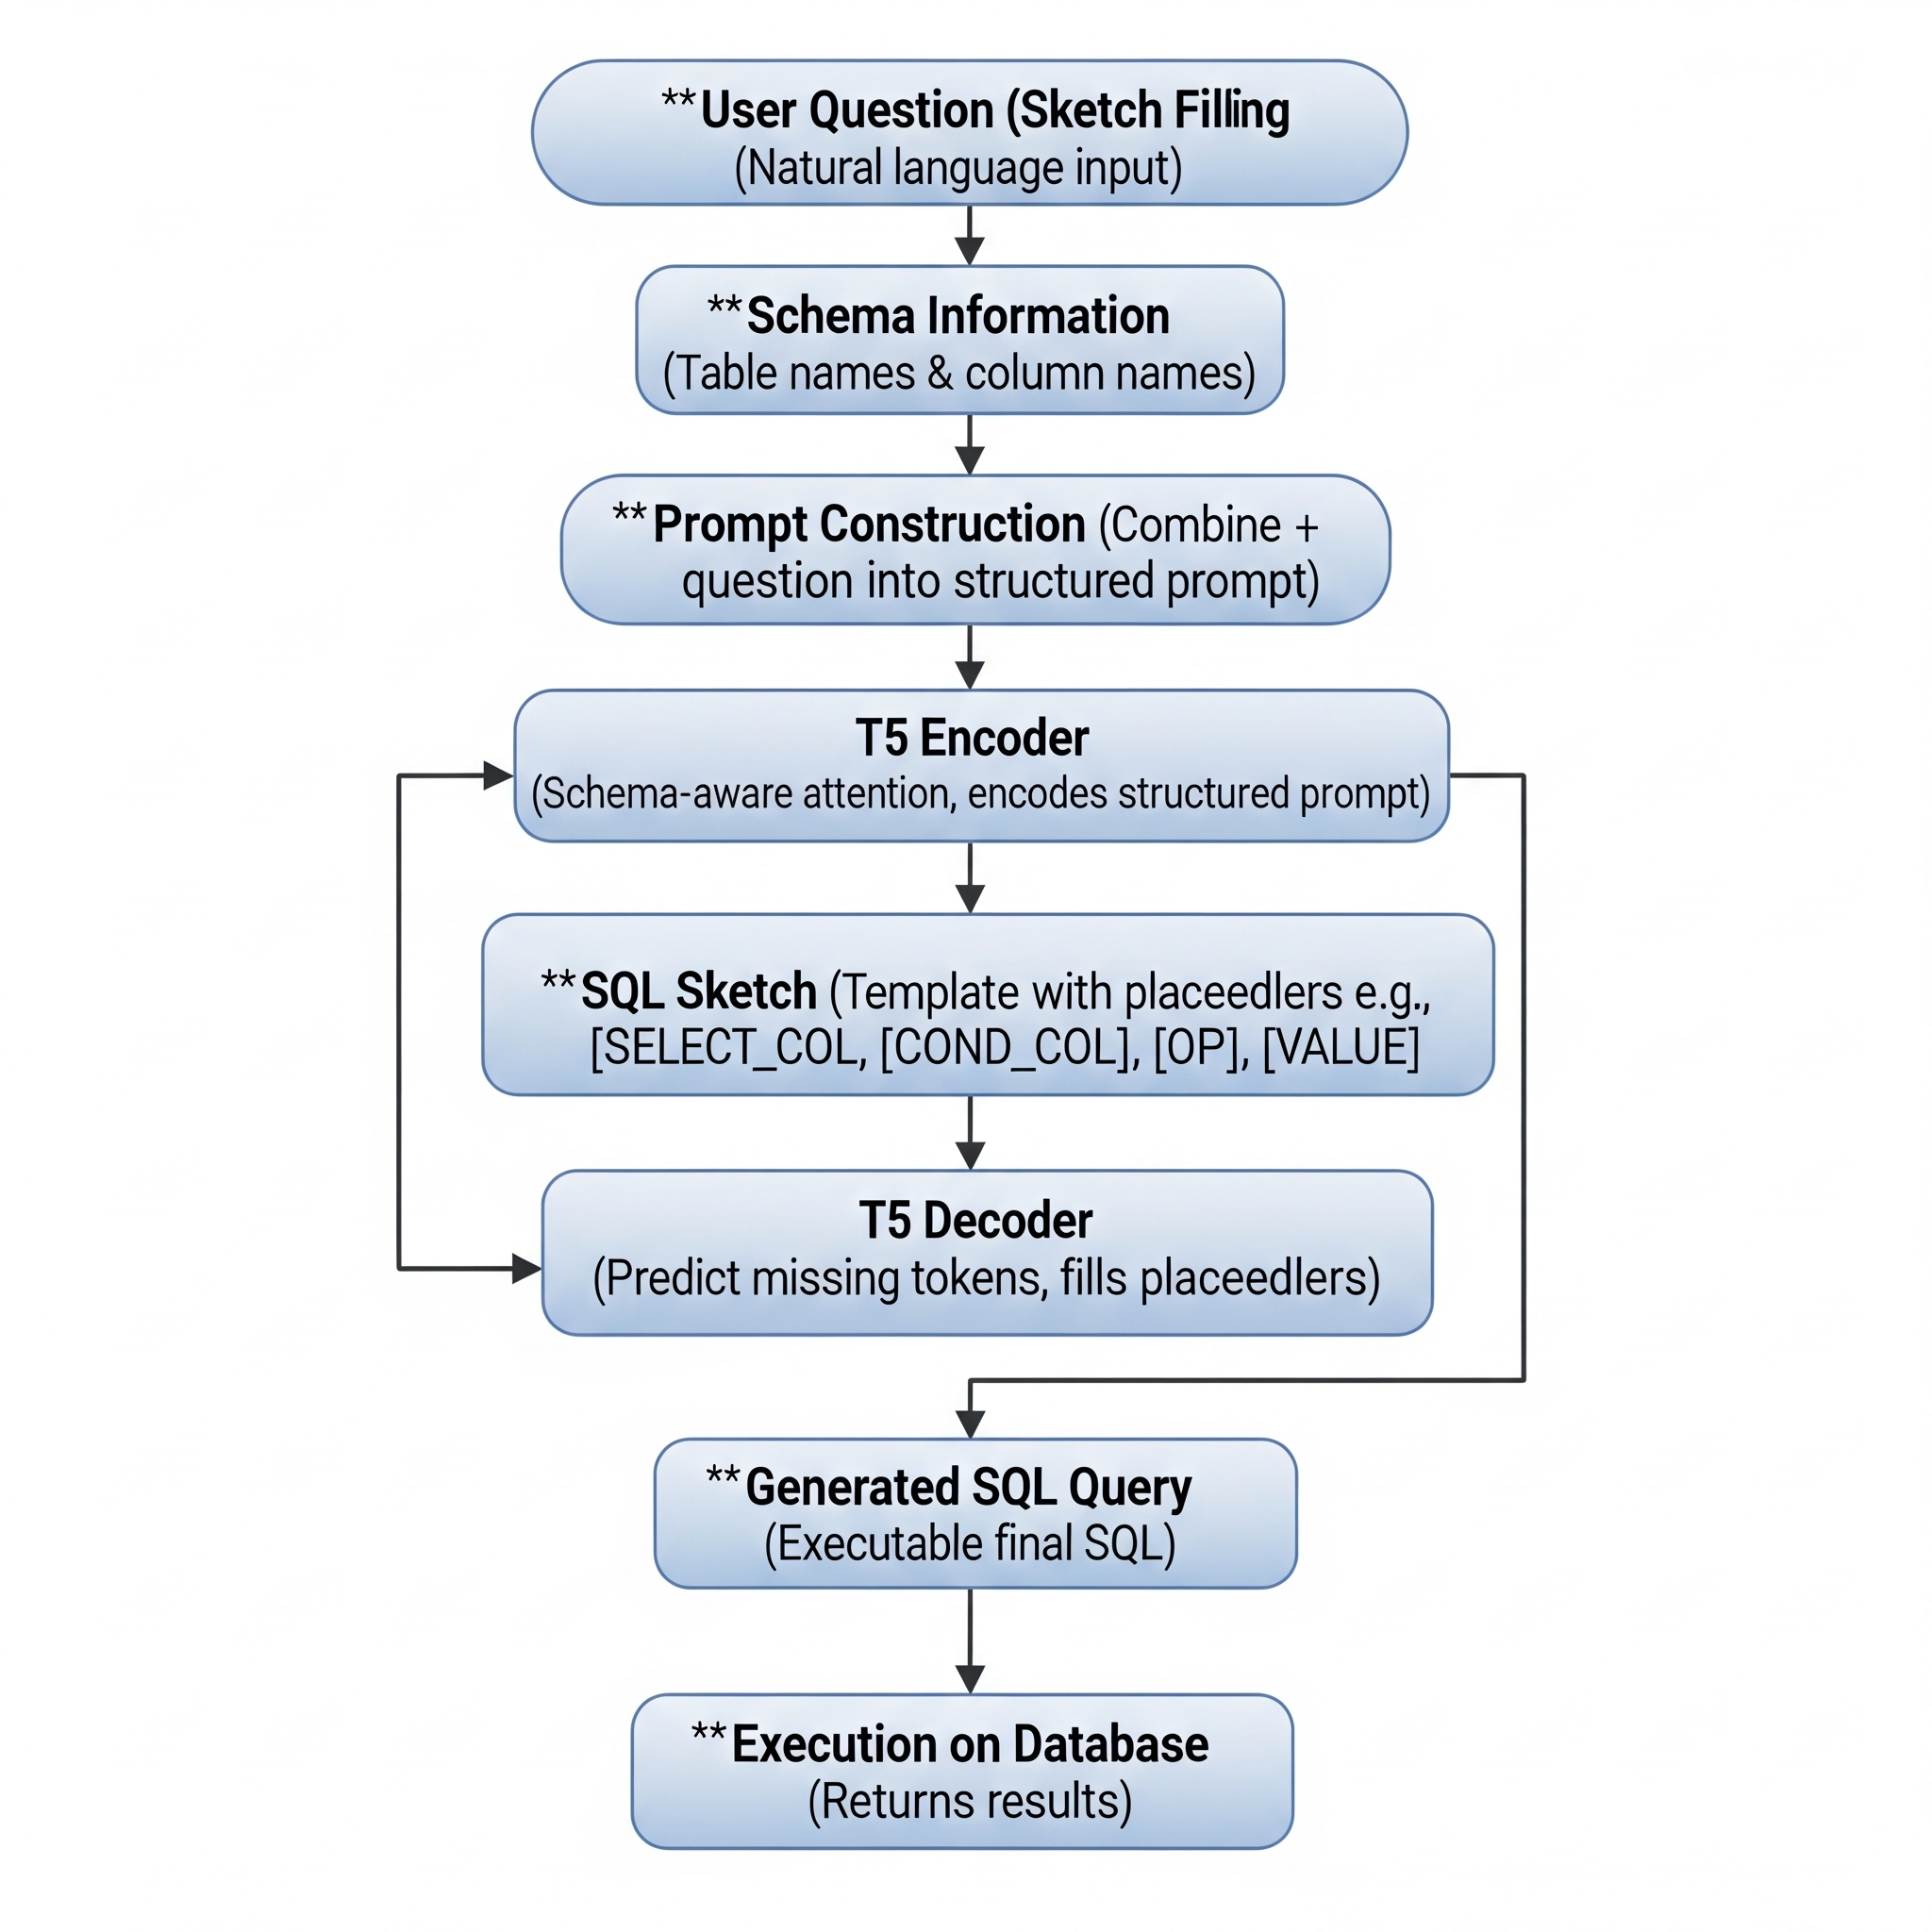 **User Question (Sketch Filling
(Natural language input)
**Schema Information
(Table names & column names)
**Prompt Construction (Combine +
question into structured prompt)
T5 Encoder
(Schema-aware attention, encodes structured prompt)
**SQL Sketch (Template with placeedlers e.g.,
[SELECT_COL, [COND_COL], [OP], [VALUE]
T5 Decoder
(Predict missing tokens, fills placeedlers)
**Generated SQL Query
(Executable final SQL)
**Execution on Database
(Returns results)